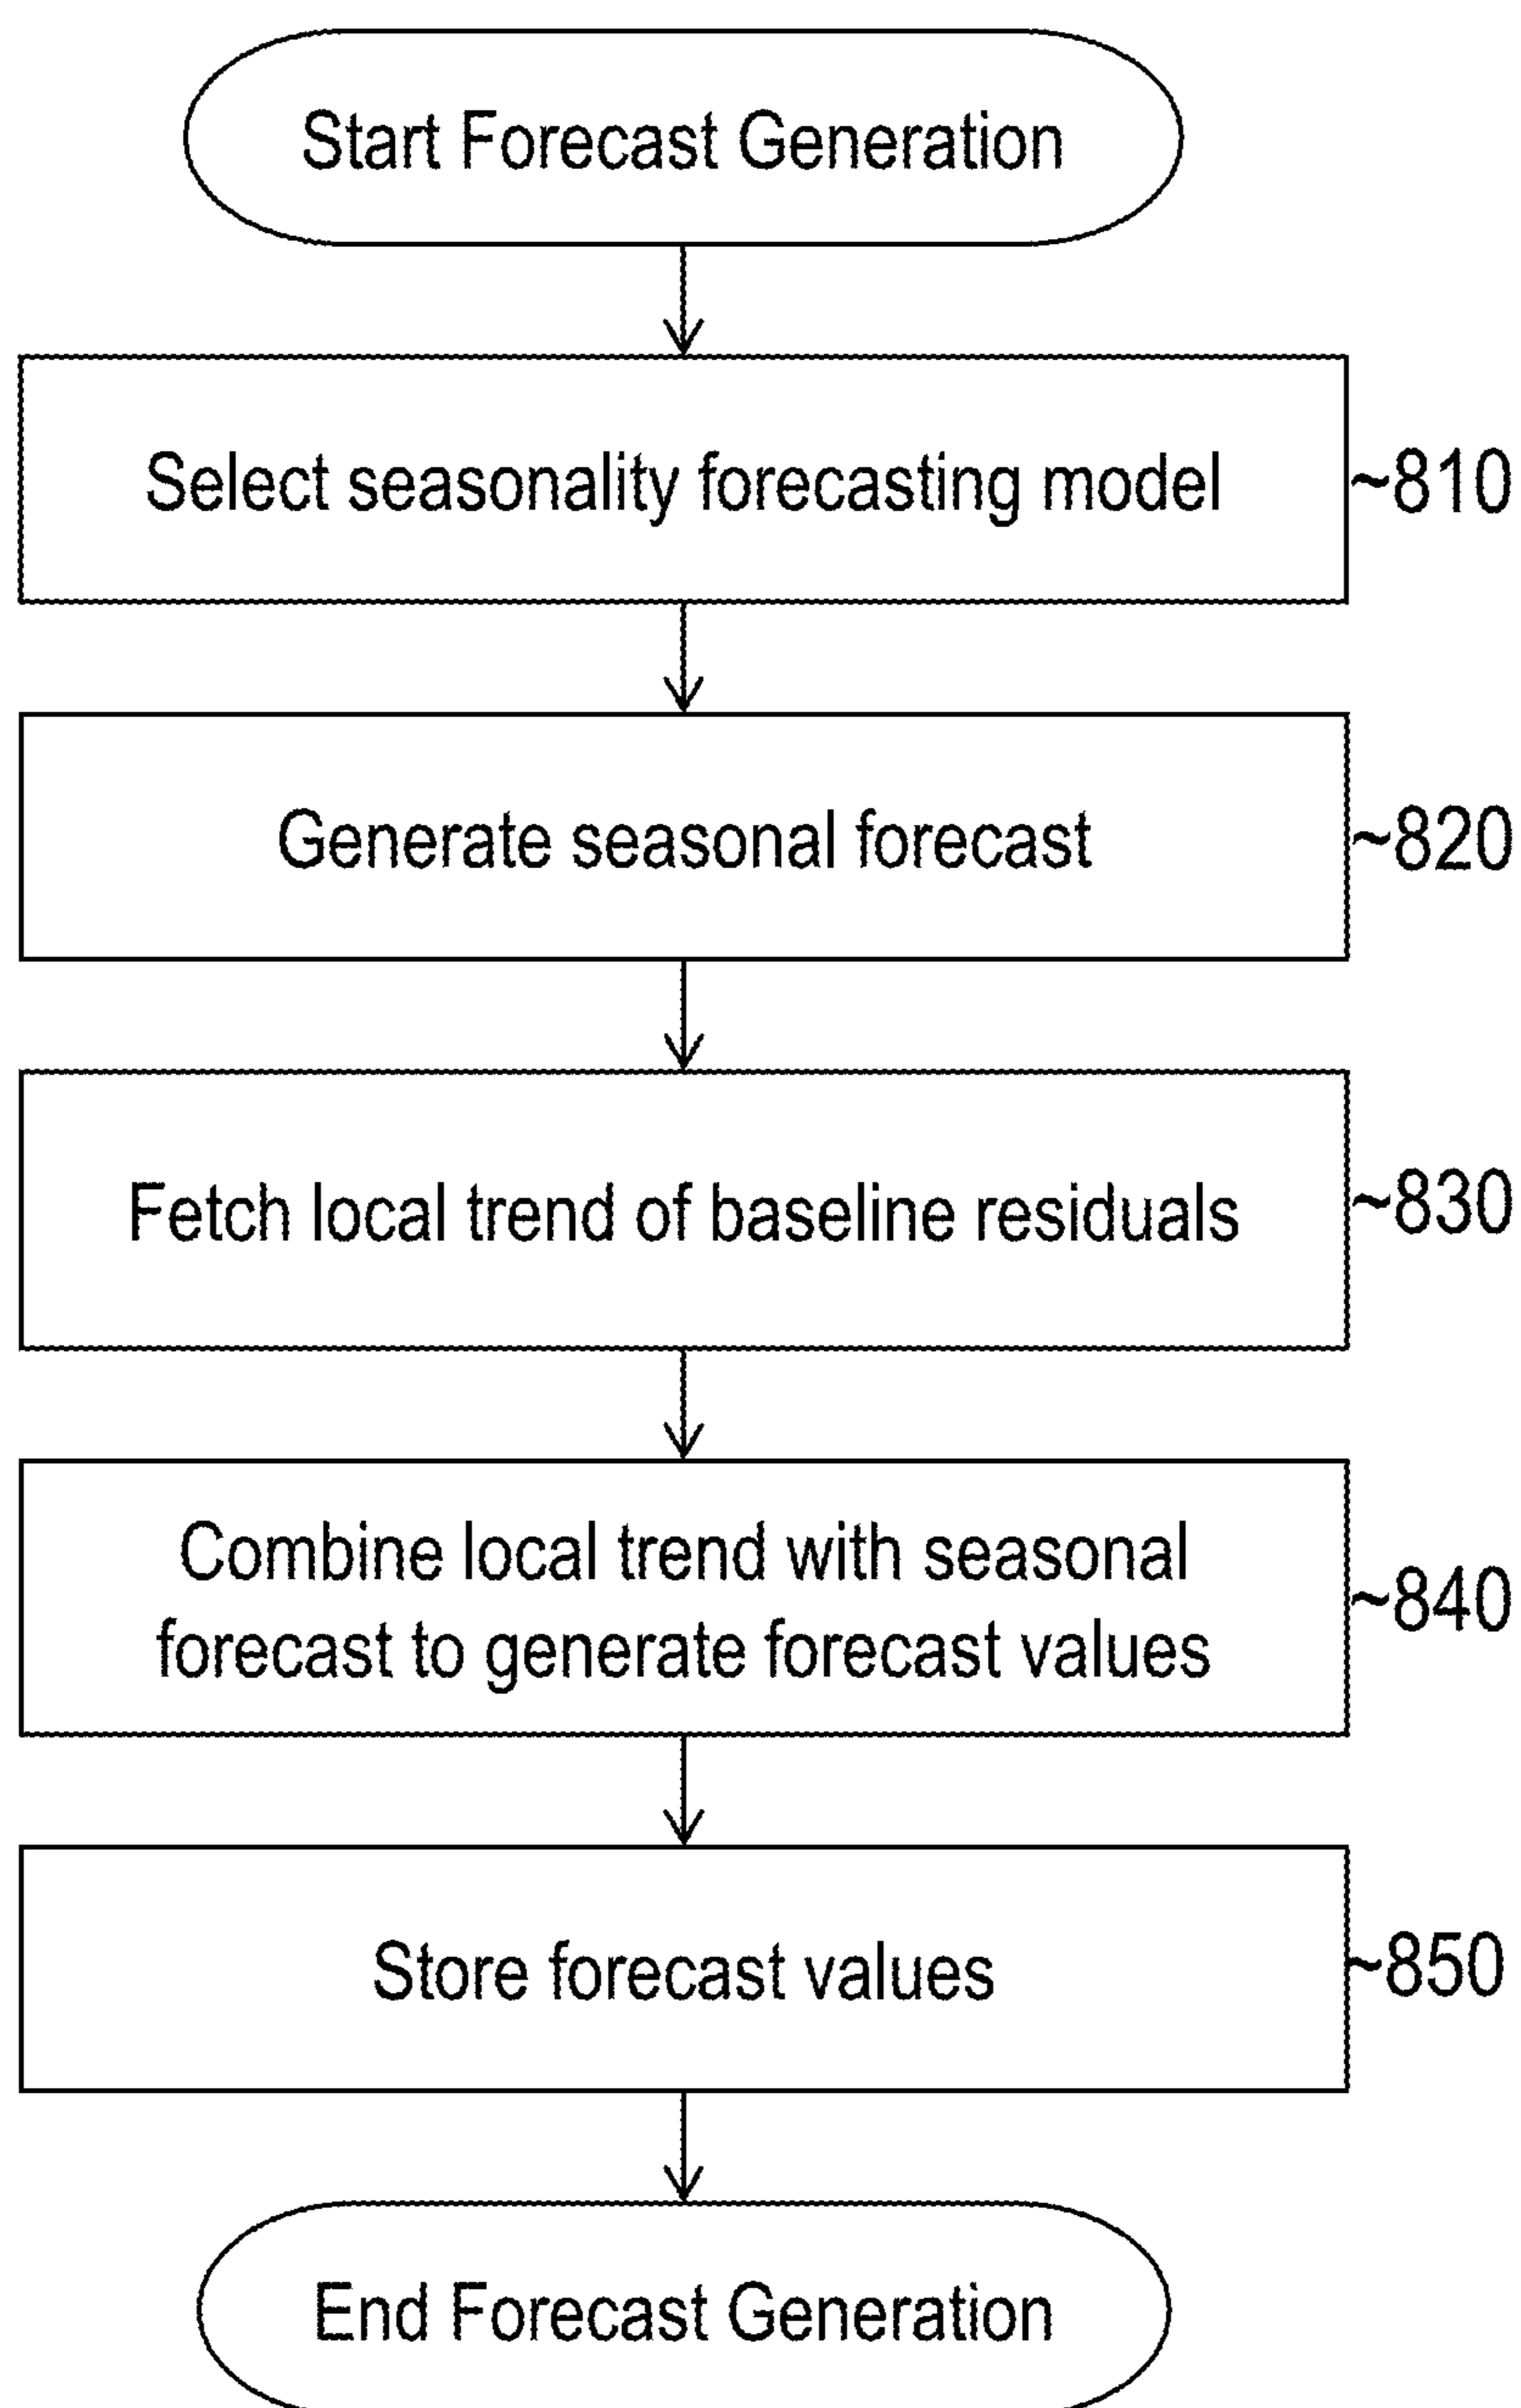 Start Forecast Generation
Select seasonality forecasting model
~810
Generate seasonal forecast
~820
Fetch local trend of baseline residuals
~830
Combine local trend with seasonal
forecast to generate forecast values
~840
Store forecast values
~850
End Forecast Generation